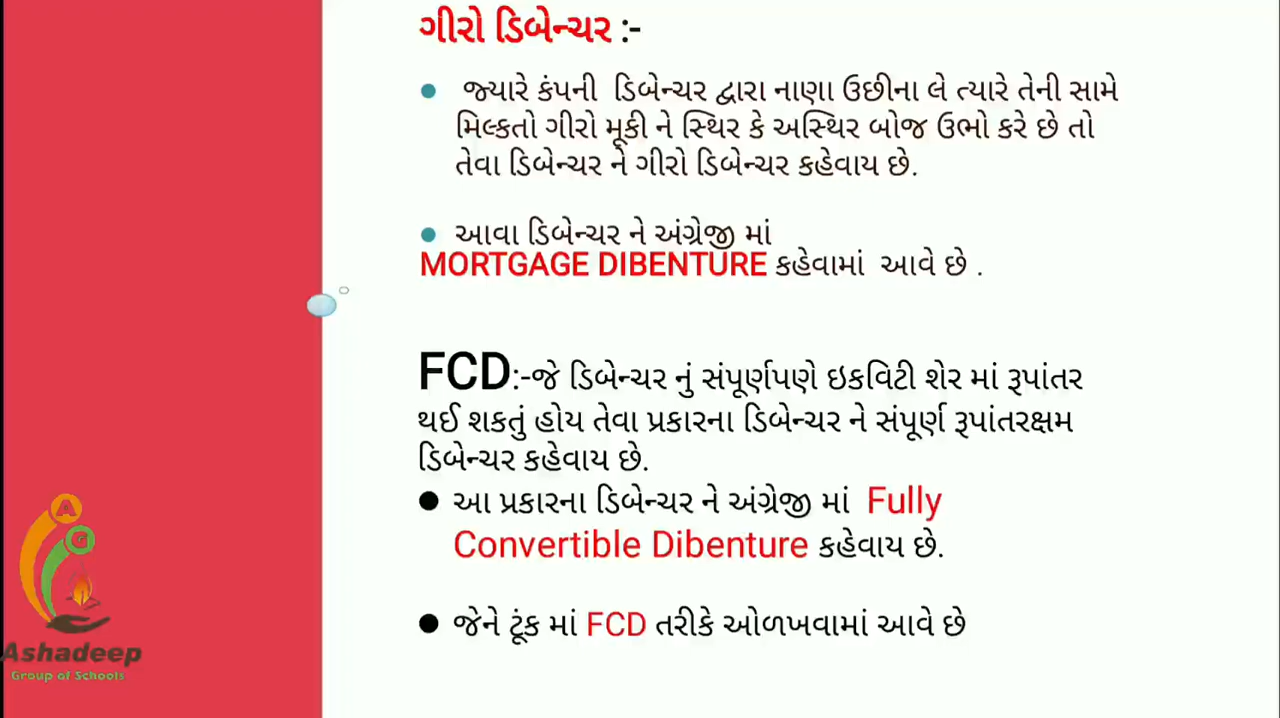 ગીરો ડિબેન્ચર :-
જ્યારે કંપની ડિબેન્ચર દ્વારા નાણા ઉછીના લે ત્યારે તેની સામે
મિલ્કતો ગીરો મૂકી ને સ્થિર કે અસ્થિર બોજ ઉભો કરે છે તો
તેવા ડિબેન્ચર ને ગીરો ડિબેન્ચર કહેવાય છે.
આવા ડિબેન્ચર ને અંગ્રેજી માં
MORTGAGE DIBENTURE કહેવામાં આવે છે .
FCD:-જે ડિબેન્ચર નું સંપૂર્ણપણે ઇકવિટી શેર માં રૂપાંતર
થઈ શકતું હોય તેવા પ્રકારના ડિબેન્ચર ને સંપૂર્ણ રૂપાંતરક્ષમ
ડિબેન્ચર કહેવાય છે.
આ પ્રકારના ડિબેન્ચર ને અંગ્રેજી માં Fully
Convertible Dibenture કહેવાય છે.
જેને ટૂંક માં FCD તરીકે ઓળખવામાં આવે છે
A
G
Ashadeep
Group of Schools